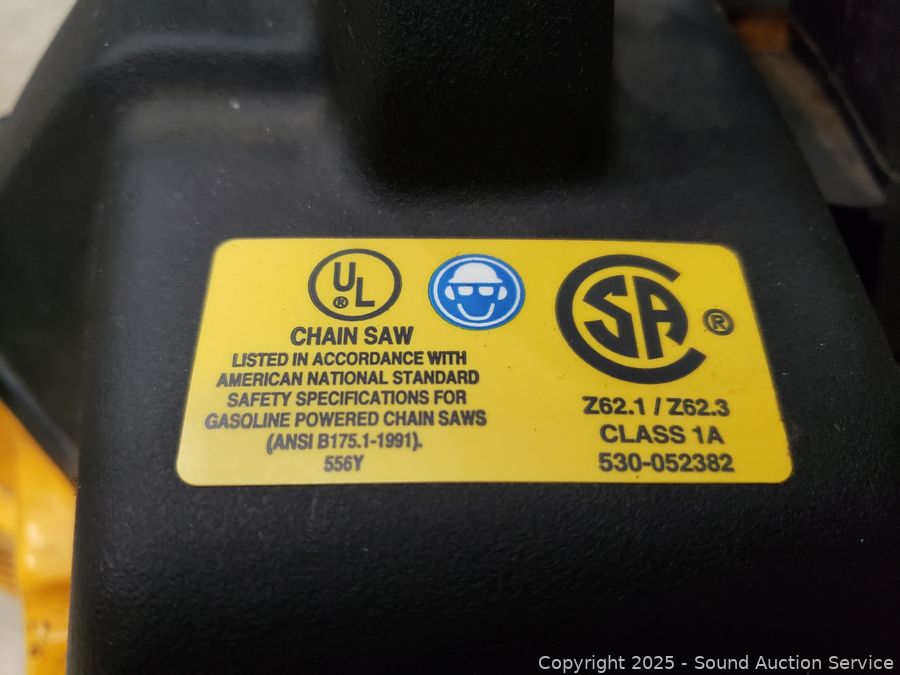 UL
®
CHAIN SAW
LISTED IN ACCORDANCE WITH
AMERICAN NATIONAL STANDARD
SAFETY SPECIFICATIONS FOR
GASOLINE POWERED CHAIN SAWS
(ANSI B175.1-1991).
556Y
CSA ®
Z62.1 / Z62.3
CLASS 1A
530-052382
Copyright © 2025 - Sound Auction Service